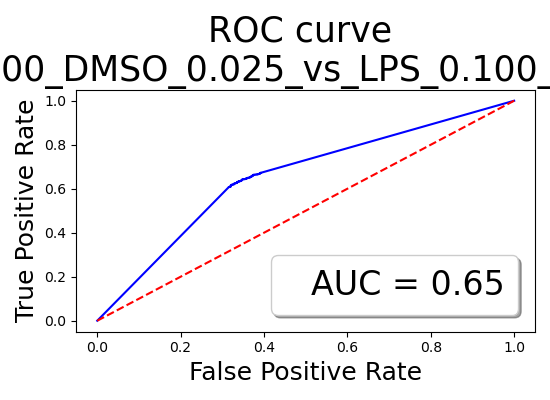 ROC curve
00_DMSO_0.025_vs_LPS_0.100_
1.0
0.8
0.6
0.4
0.2
0.0
True Positive Rate
AUC = 0.65
0.0 0.2 0.4 0.6 0.8 1.0
False Positive Rate